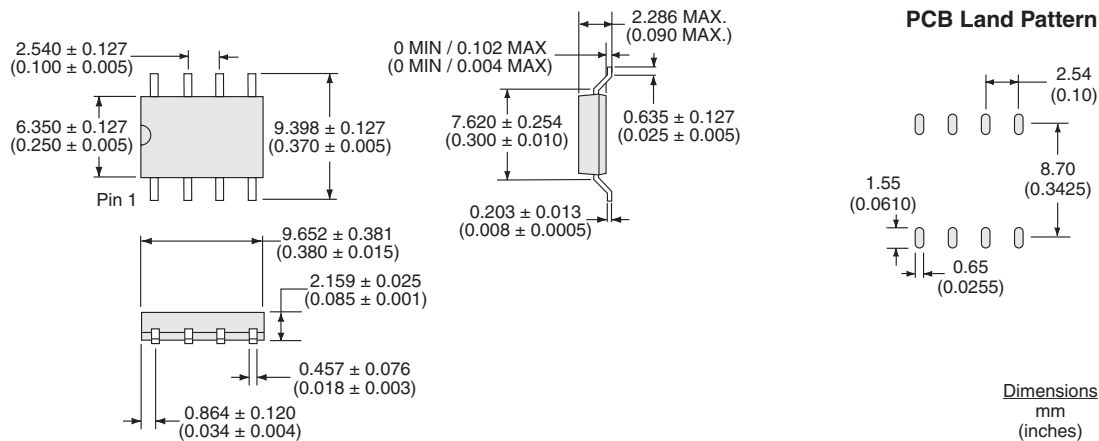 2.540 ± 0.127
(0.100 ± 0.005)
6.350 ± 0.127
(0.250 ± 0.005)
9.398 ± 0.127
(0.370 ± 0.005)
Pin 1
9.652 ± 0.381
(0.380 ± 0.015)
2.159 ± 0.025
(0.085 ± 0.001)
0.457 ± 0.076
(0.018 ± 0.003)
0.864 ± 0.120
(0.034 ± 0.004)
2.286 MAX.
(0.090 MAX.)
0 MIN / 0.102 MAX
(0 MIN / 0.004 MAX)
7.620 ± 0.254
(0.300 ± 0.010)
0.635 ± 0.127
(0.025 ± 0.005)
0.203 ± 0.013
(0.008 ± 0.0005)
PCB Land Pattern
2.54
(0.10)
8.70
(0.3425)
1.55
(0.0610)
0.65
(0.0255)
Dimensions
mm
(inches)